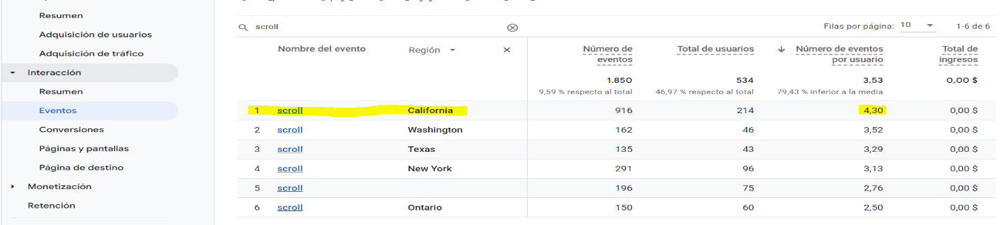 Resumen
Adquisición de usuarios
Adquisición de tráfico
Interacción
Resumen
Eventos
Conversiones
Páginas y pantallas
Página de destino
Monetización
Retención
scroll
Filas por página: 10 1-6 de 6
Nombre del evento Región Número de eventos Total de usuarios Número de eventos por usuario Total de ingresos
1.850 534 3,53 0,00 $
9,59 % respecto al total 46,97 % respecto al total 79,43 % inferior a la media
1 scroll California 916 214 4,30 0,00 $
2 scroll Washington 162 46 3,52 0,00 $
3 scroll Texas 135 43 3,29 0,00 $
4 scroll New York 291 96 3,13 0,00 $
5 scroll 196 75 2,76 0,00 $
6 scroll Ontario 150 60 2,50 0,00 $